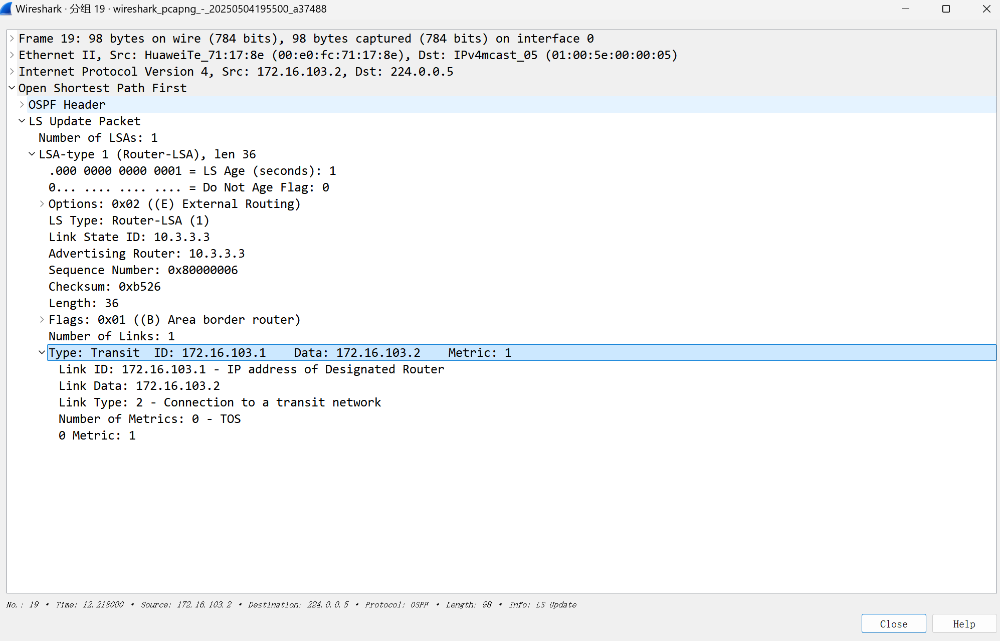 Wireshark · 分组 19 · wireshark_pcapng_-_20250504195500_a37488
Frame 19: 98 bytes on wire (784 bits), 98 bytes captured (784 bits) on interface 0
Ethernet II, Src: HuaweiTe_71:17:8e (00:e0:fc:71:17:8e), Dst: IPv4mcast_05 (01:00:5e:00:00:05)
Internet Protocol Version 4, Src: 172.16.103.2, Dst: 224.0.0.5
Open Shortest Path First
OSPF Header
LS Update Packet
Number of LSAs: 1
LSA-type 1 (Router-LSA), len 36
.000 0000 0000 0001 = LS Age (seconds): 1
0... .... .... .... = Do Not Age Flag: 0
Options: 0x02 ((E) External Routing)
LS Type: Router-LSA (1)
Link State ID: 10.3.3.3
Advertising Router: 10.3.3.3
Sequence Number: 0x80000006
Checksum: 0xb526
Length: 36
Flags: 0x01 ((B) Area border router)
Number of Links: 1
Type: Transit  ID: 172.16.103.1    Data: 172.16.103.2    Metric: 1
Link ID: 172.16.103.1 - IP address of Designated Router
Link Data: 172.16.103.2
Link Type: 2 - Connection to a transit network
Number of Metrics: 0 - TOS
0 Metric: 1
No.: 19 • Time: 12.218000 • Source: 172.16.103.2 • Destination: 224.0.0.5 • Protocol: OSPF • Length: 98 • Info: LS Update
Close
Help